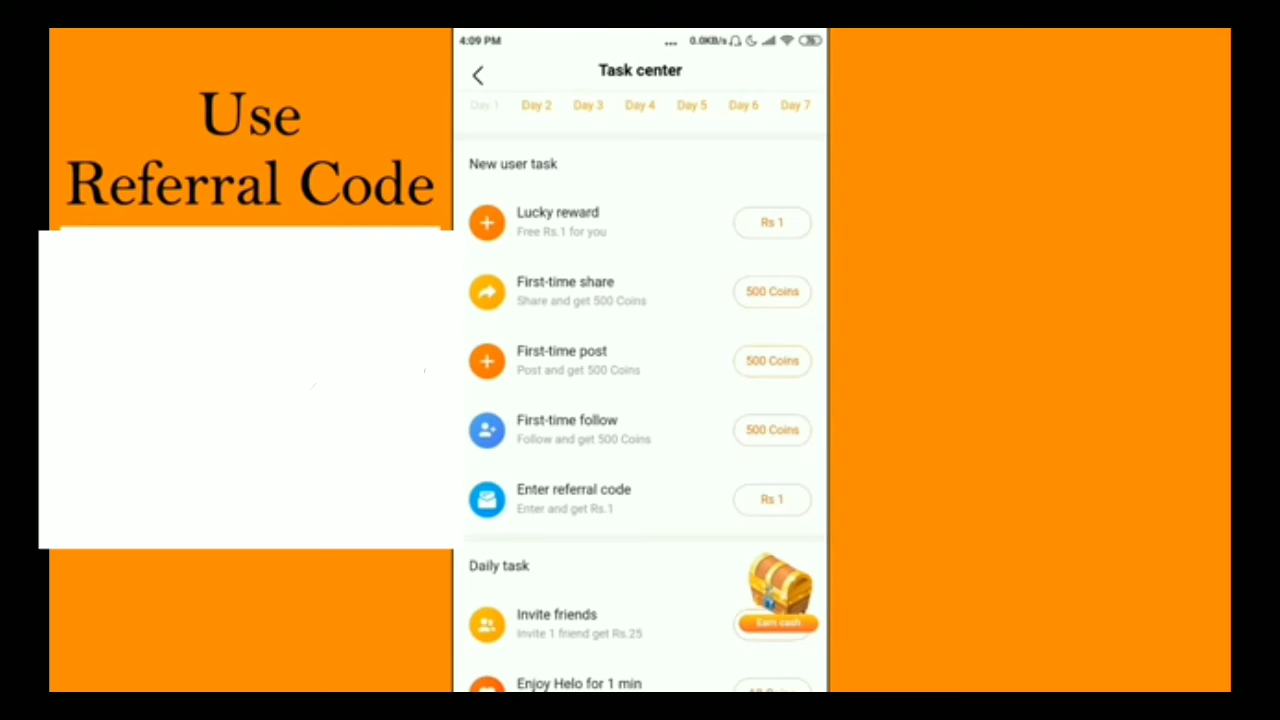 Use
Referral Code
4:09 PM
... 0.0KB/s
Task center
Day 1 Day 2 Day 3 Day 4 Day 5 Day 6 Day 7
New user task
Lucky reward
Free Rs.1 for you
Rs 1
First-time share
Share and get 500 Coins
500 Coins
First-time post
Post and get 500 Coins
500 Coins
First-time follow
Follow and get 500 Coins
500 Coins
Enter referral code
Enter and get Rs.1
Rs 1
Daily task
Invite friends
Invite 1 friend get Rs.25
Earn cash
Enjoy Helo for 1 min